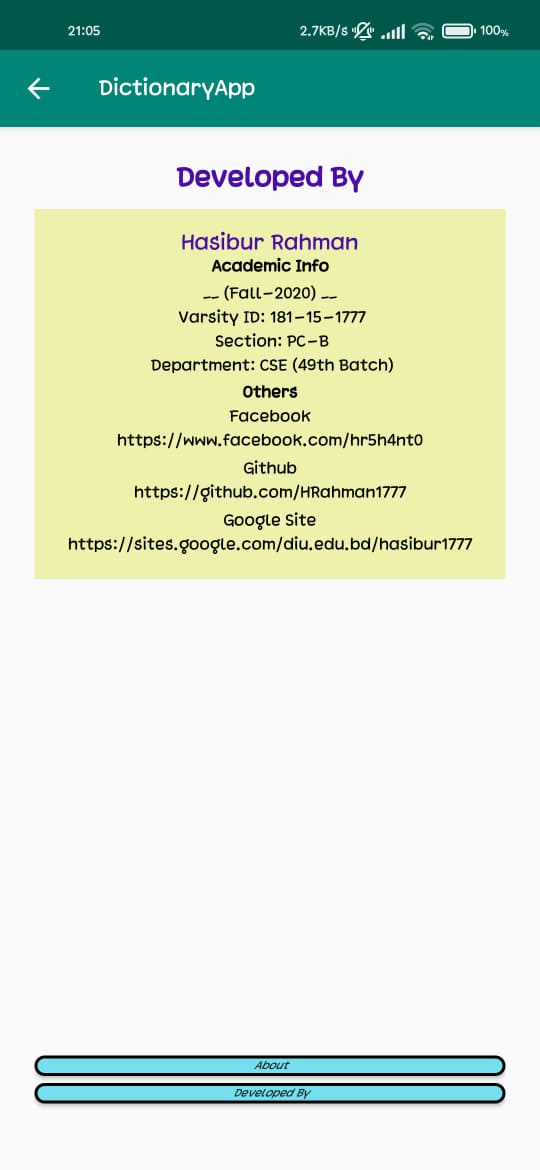 21:05
2.7KB/s 100%
DictionaryApp
Developed By
Hasibur Rahman
Academic Info
-- (Fall-2020) --
Varsity ID: 181-15-1777
Section: PC-B
Department: CSE (49th Batch)
Others
Facebook
https://www.facebook.com/hr5h4nt0
Github
https://github.com/HRahman1777
Google Site
https://sites.google.com/diu.edu.bd/hasibur1777
About
Developed By